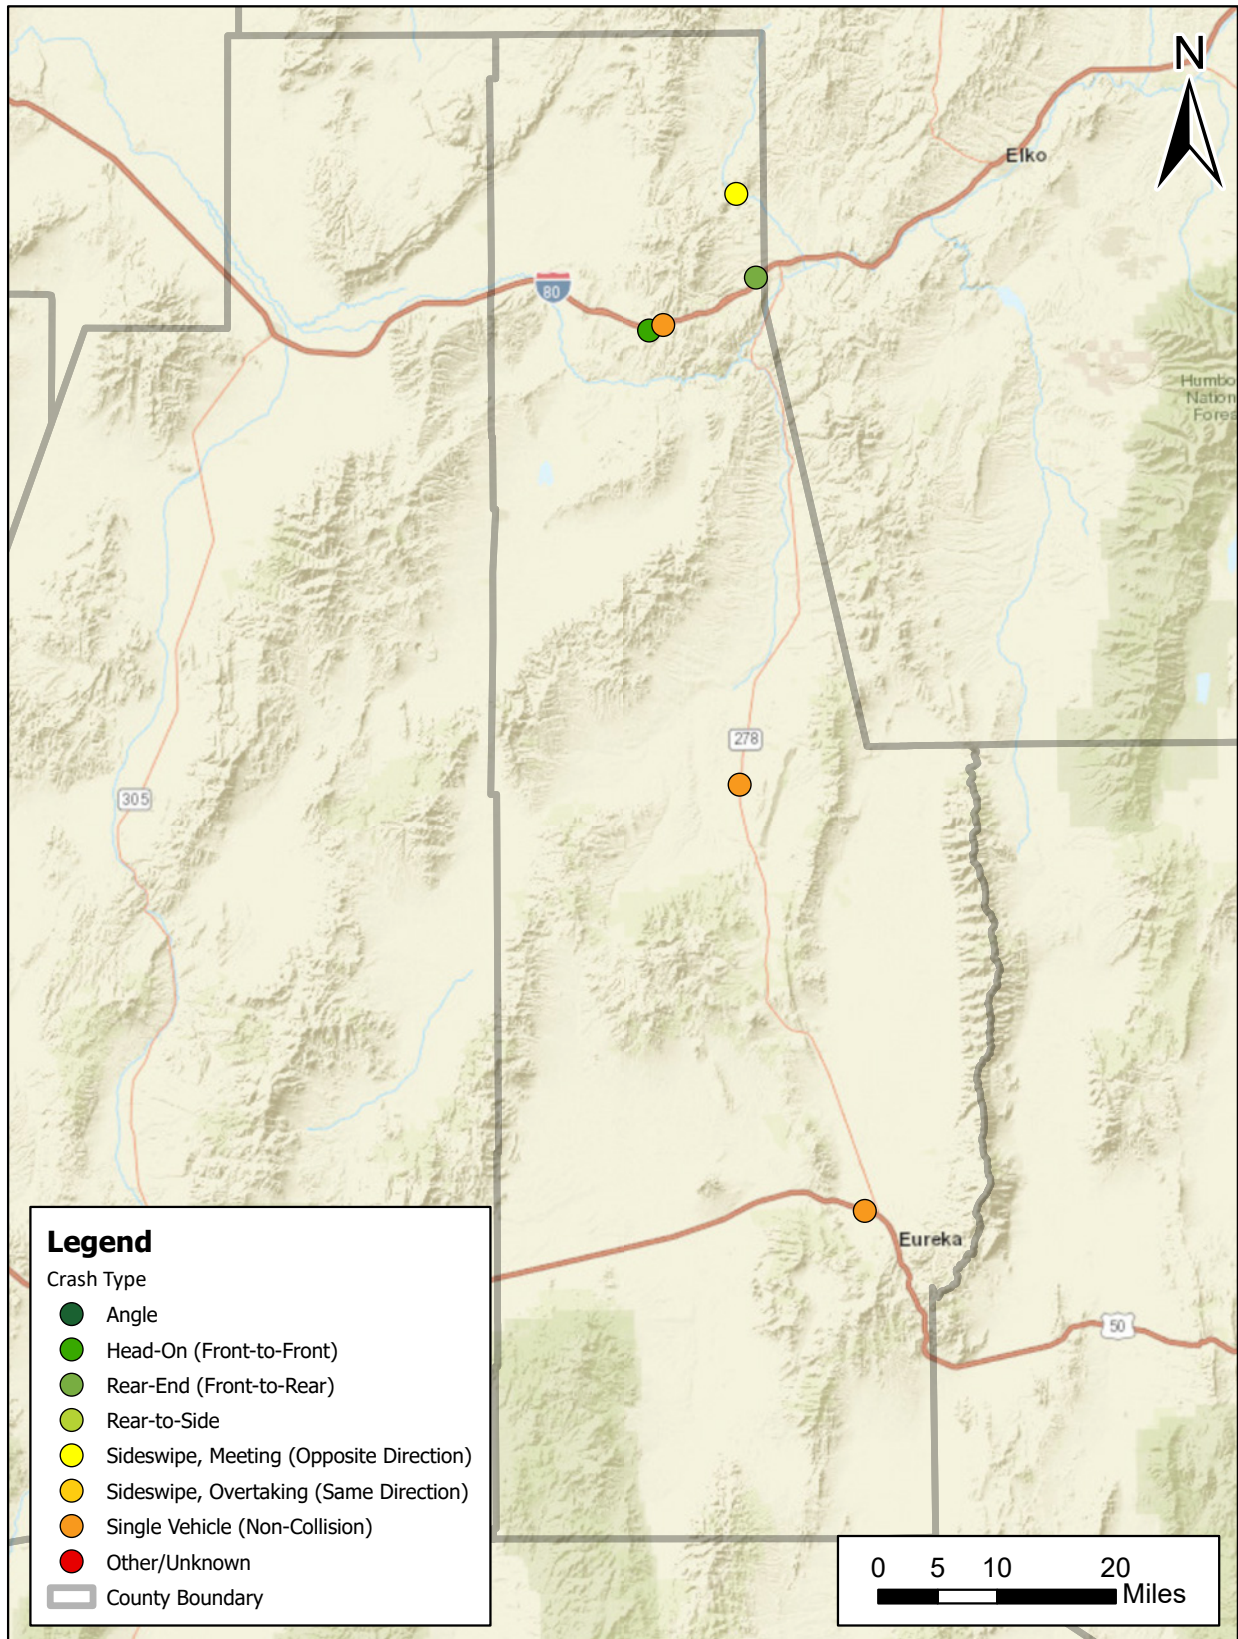 N
Elko
80
Humbo
Nation
Fores
278
305
Eureka
50
Legend
Crash Type
Angle
Head-On (Front-to-Front)
Rear-End (Front-to-Rear)
Rear-to-Side
Sideswipe, Meeting (Opposite Direction)
Sideswipe, Overtaking (Same Direction)
Single Vehicle (Non-Collision)
Other/Unknown
County Boundary
0 5 10 20
Miles